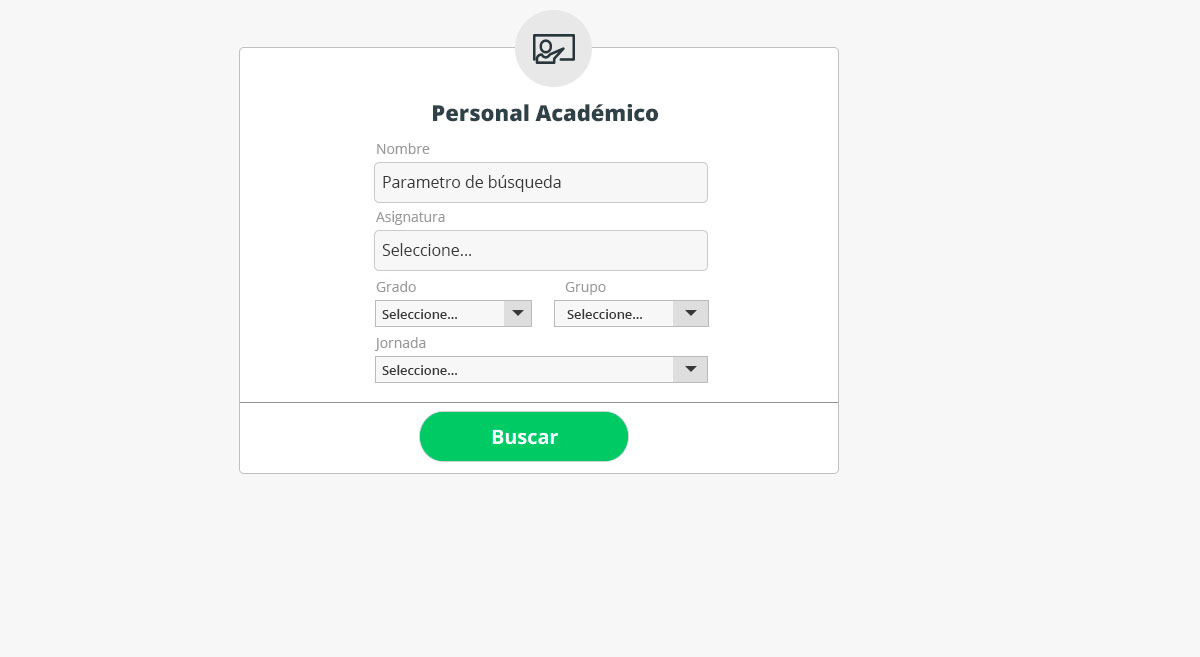 Personal Académico
Nombre
Parametro de búsqueda
Asignatura
Seleccione...
Grado Grupo
Seleccione... Seleccione...
Jornada
Seleccione...
Buscar